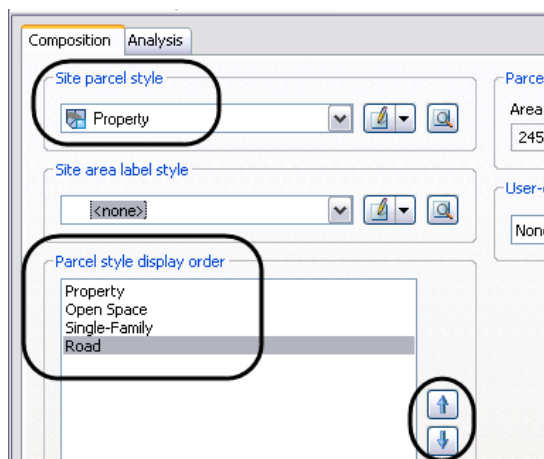 Composition
Analysis
Site parcel style
Property
Site area label style
<none>
Parcel style display order
Property
Open Space
Single-Family
Road
Parce
Area
245
User-
None